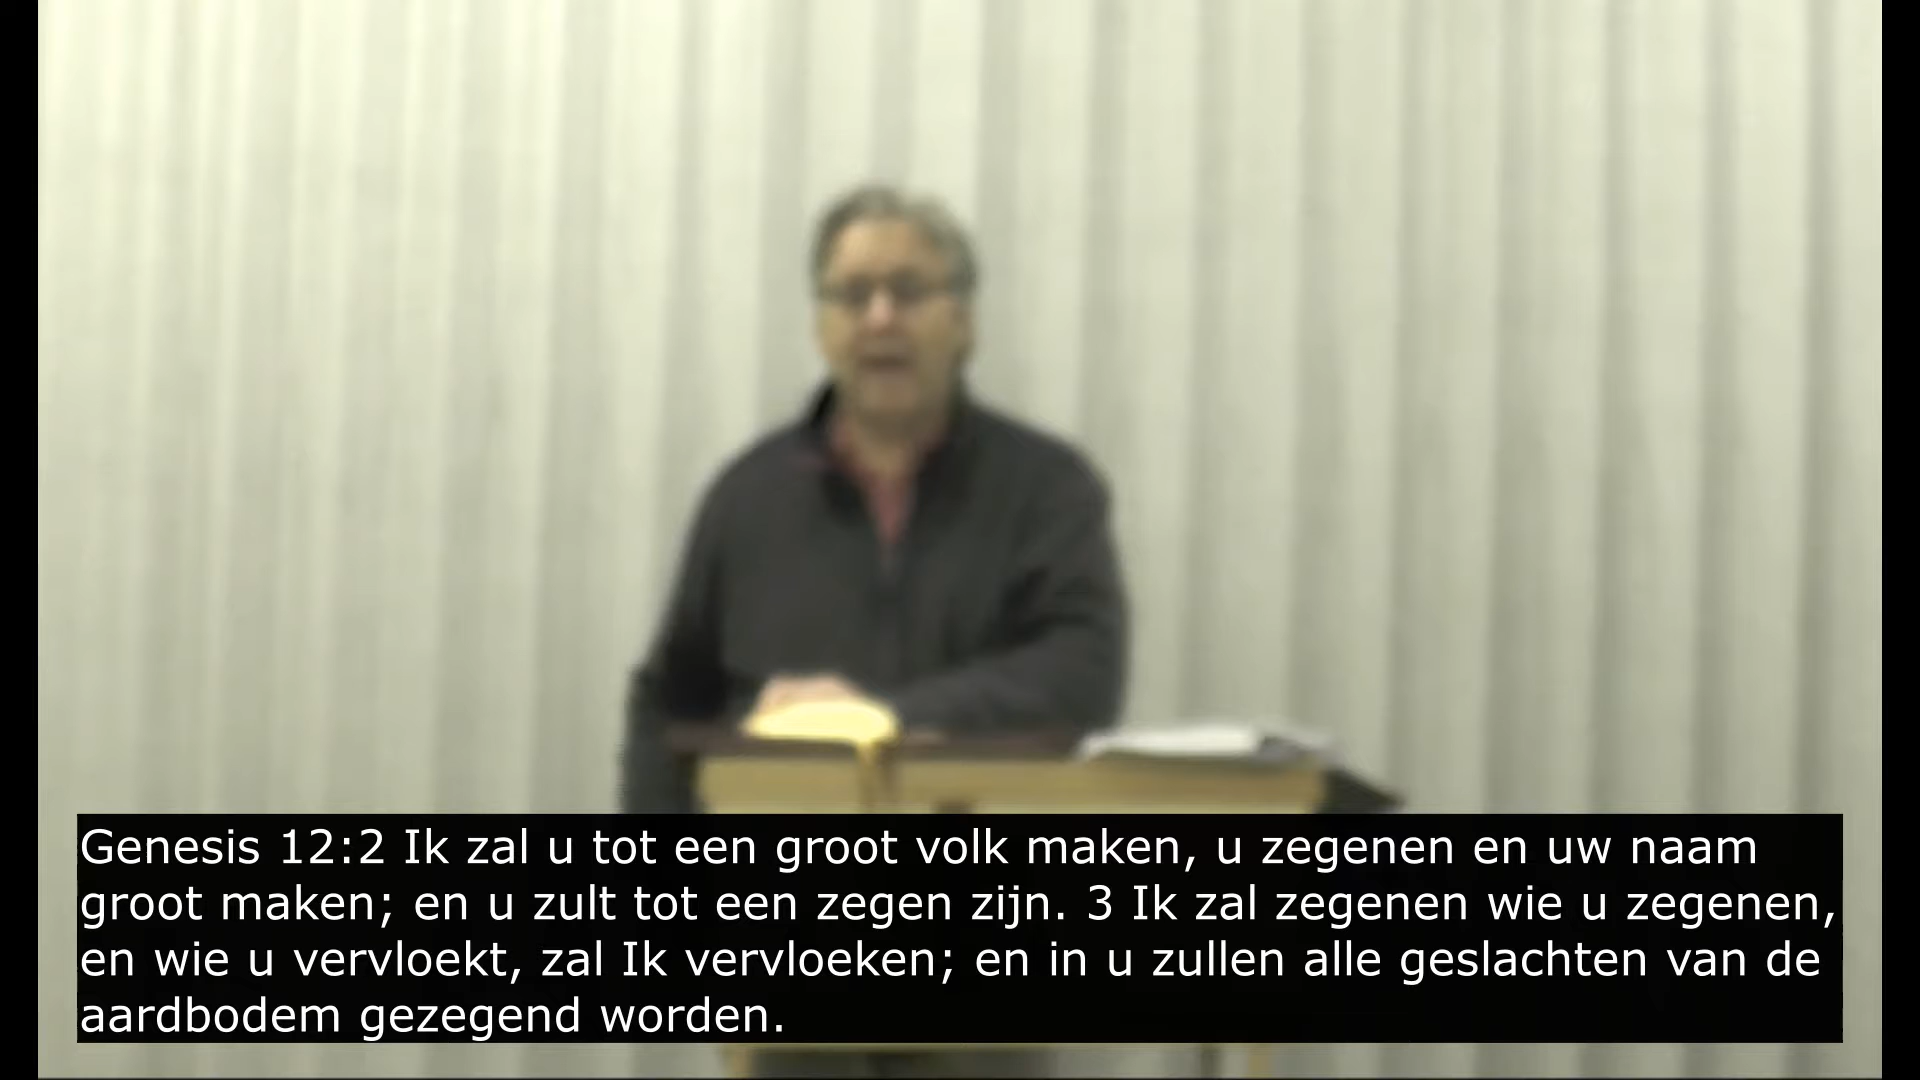 Genesis 12:2 Ik zal u tot een groot volk maken, u zegenen en uw naam
groot maken; en u zult tot een zegen zijn. 3 Ik zal zegenen wie u zegenen,
en wie u vervloekt, zal Ik vervloeken; en in u zullen alle geslachten van de
aardbodem gezegend worden.